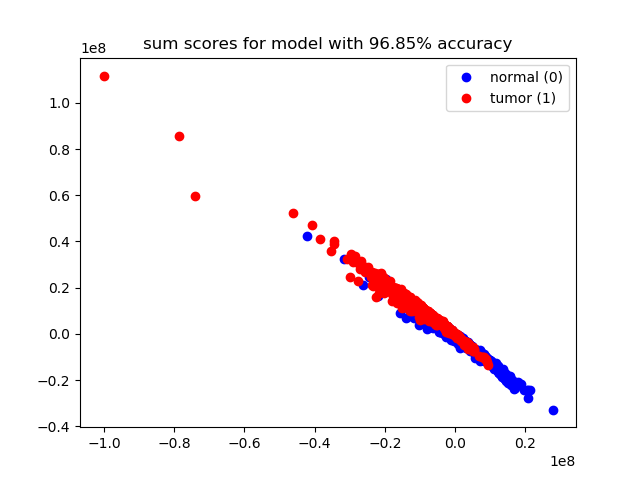 sum scores for model with 96.85% accuracy
1e8
normal (0)
tumor (1)
1.0
0.8
0.6
0.4
0.2
0.0
−0.2
−0.4
−1.0 −0.8 −0.6 −0.4 −0.2 0.0 0.2
1e8